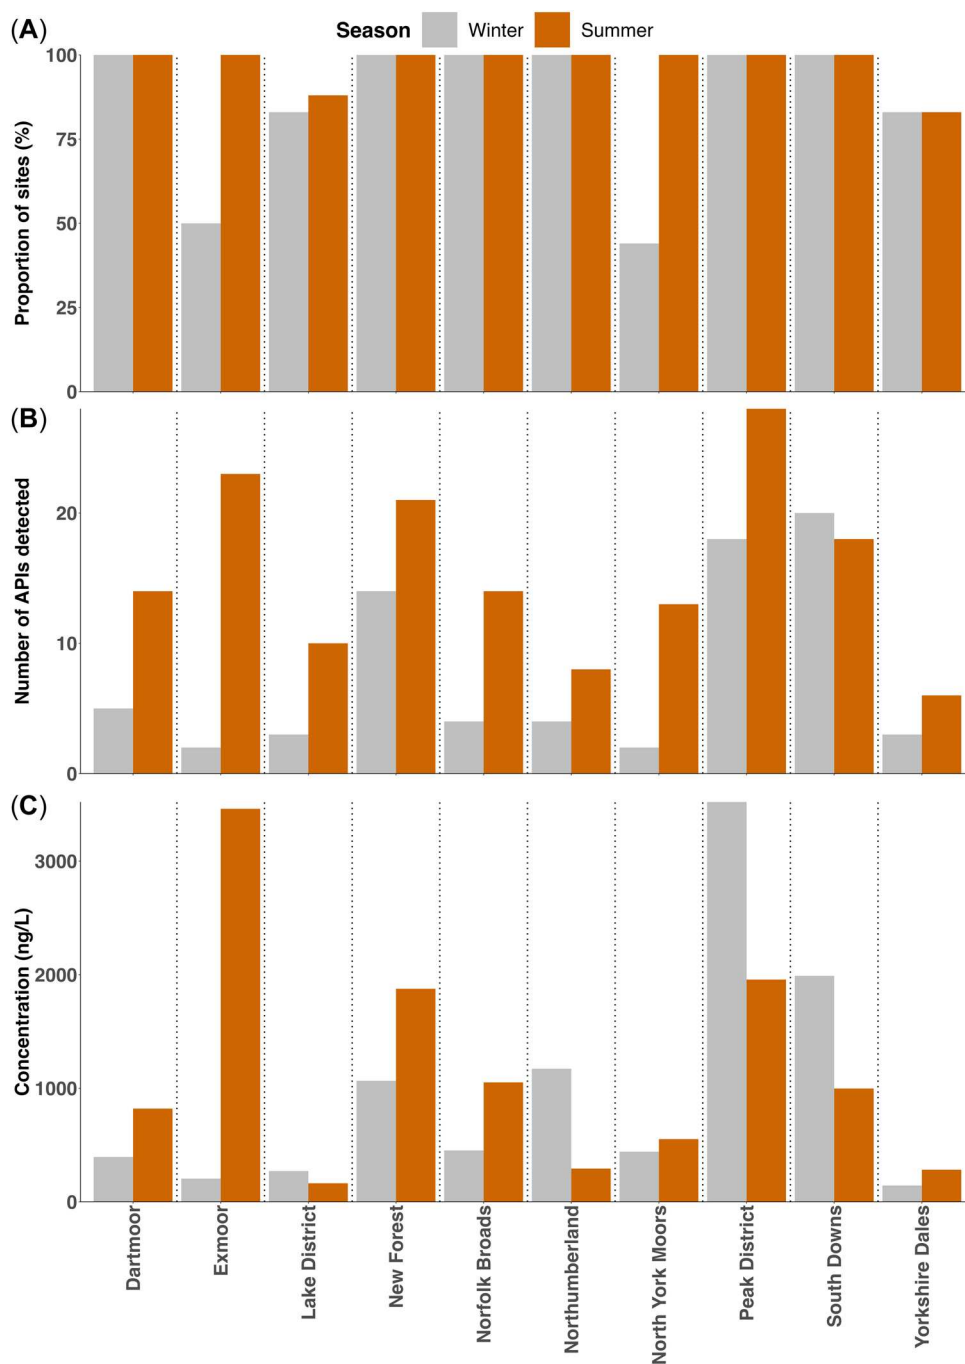 (A)
Season Winter Summer
100
75
50
25
0
Proportion of sites (%)
(B)
20
10
0
Number of APIs detected
(C)
3000
2000
1000
0
Concentration (ng/L)
Dartmoor
Exmoor
Lake District
New Forest
Norfolk Broads
Northumberland
North York Moors
Peak District
South Downs
Yorkshire Dales